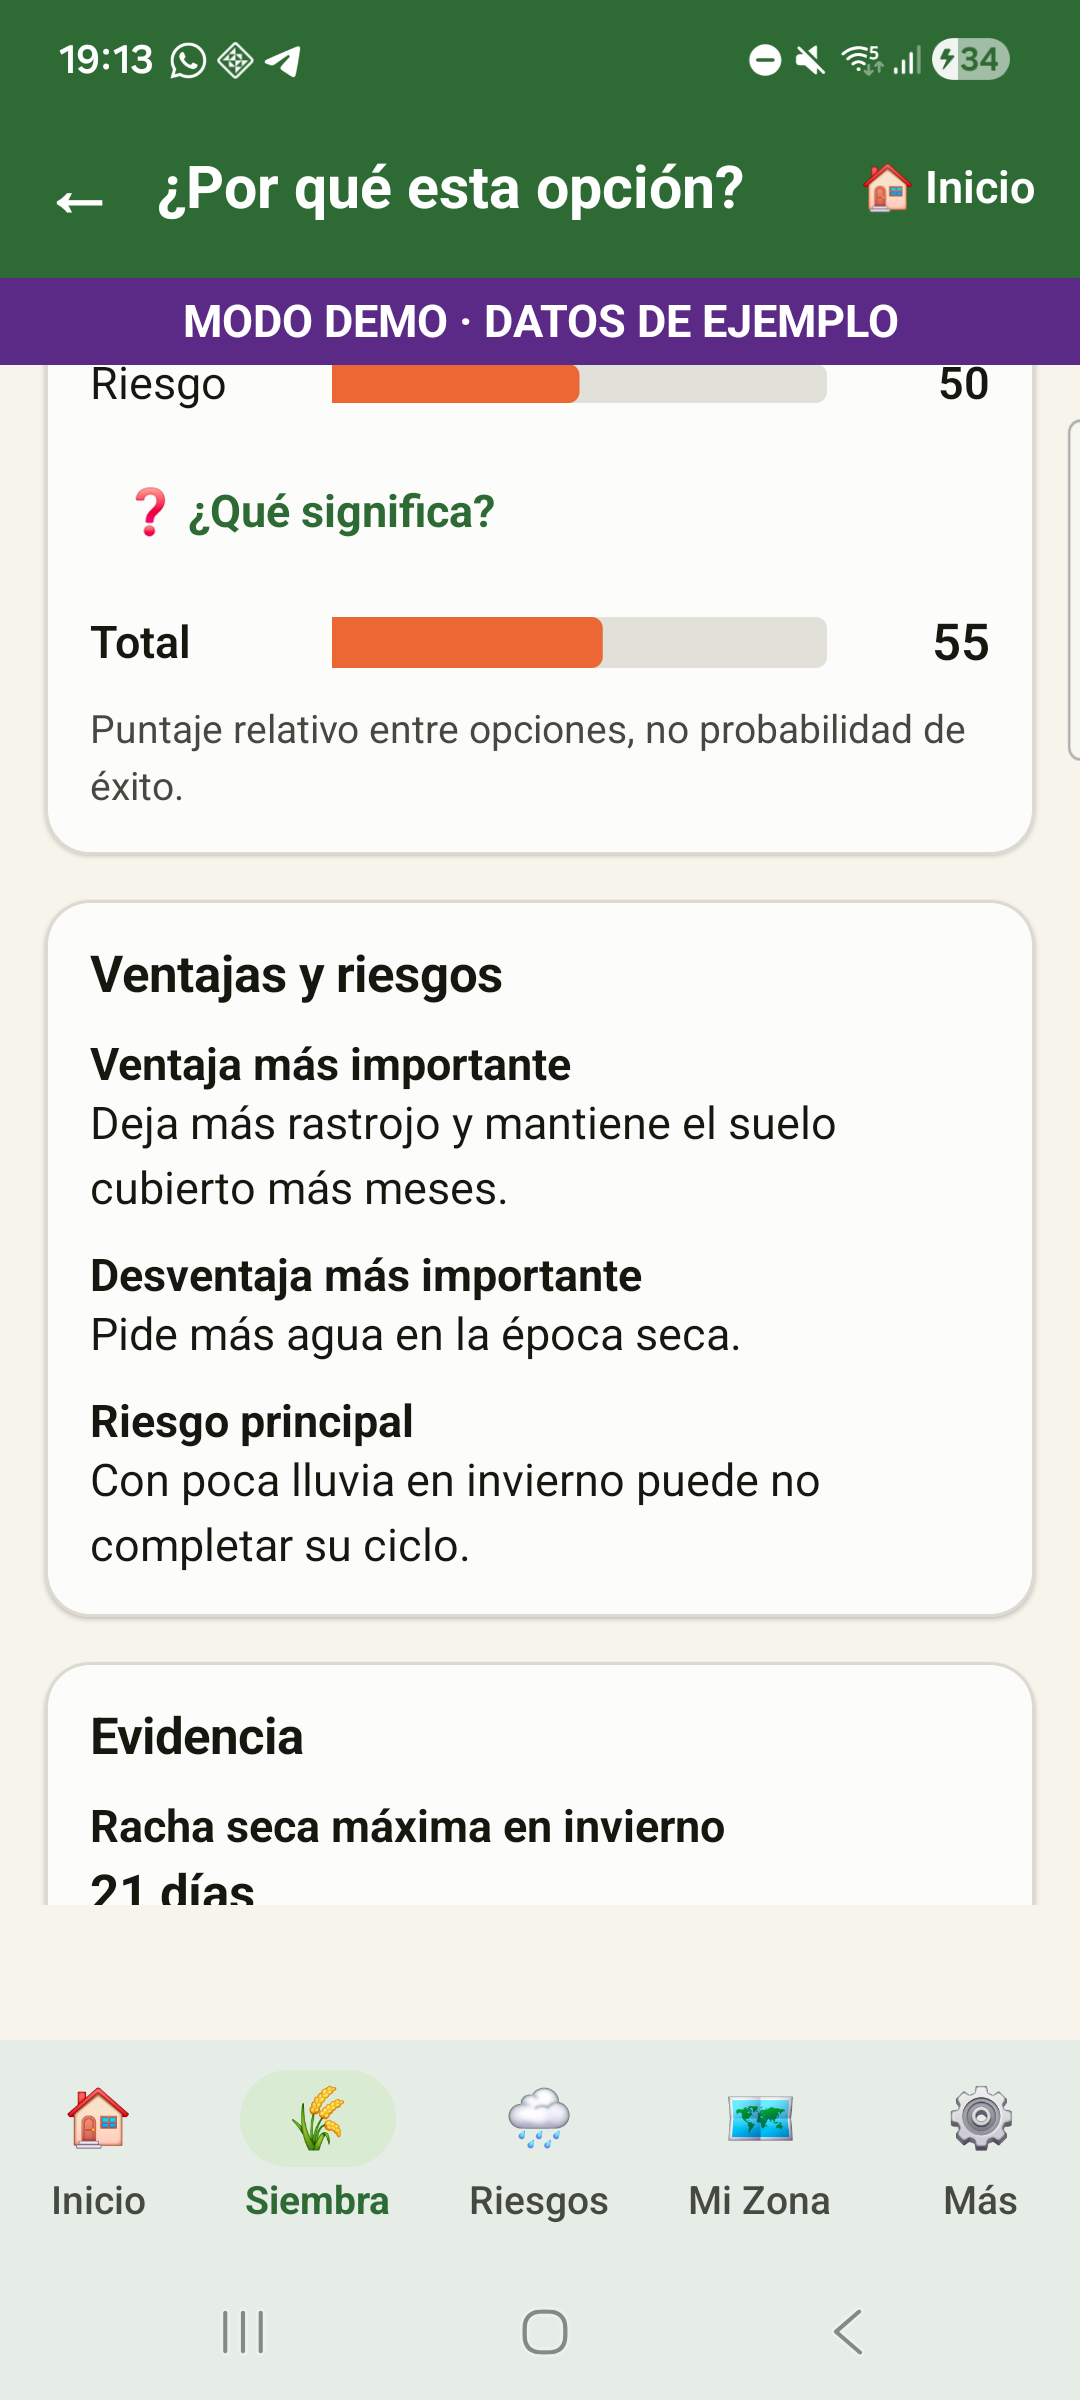 19:13
5
34
← ¿Por qué esta opción?
Inicio
MODO DEMO · DATOS DE EJEMPLO
Riesgo 50
❓ ¿Qué significa?
Total 55
Puntaje relativo entre opciones, no probabilidad de
éxito.
Ventajas y riesgos
Ventaja más importante
Deja más rastrojo y mantiene el suelo
cubierto más meses.
Desventaja más importante
Pide más agua en la época seca.
Riesgo principal
Con poca lluvia en invierno puede no
completar su ciclo.
Evidencia
Racha seca máxima en invierno
21 días
Inicio
Siembra
Riesgos
Mi Zona
Más